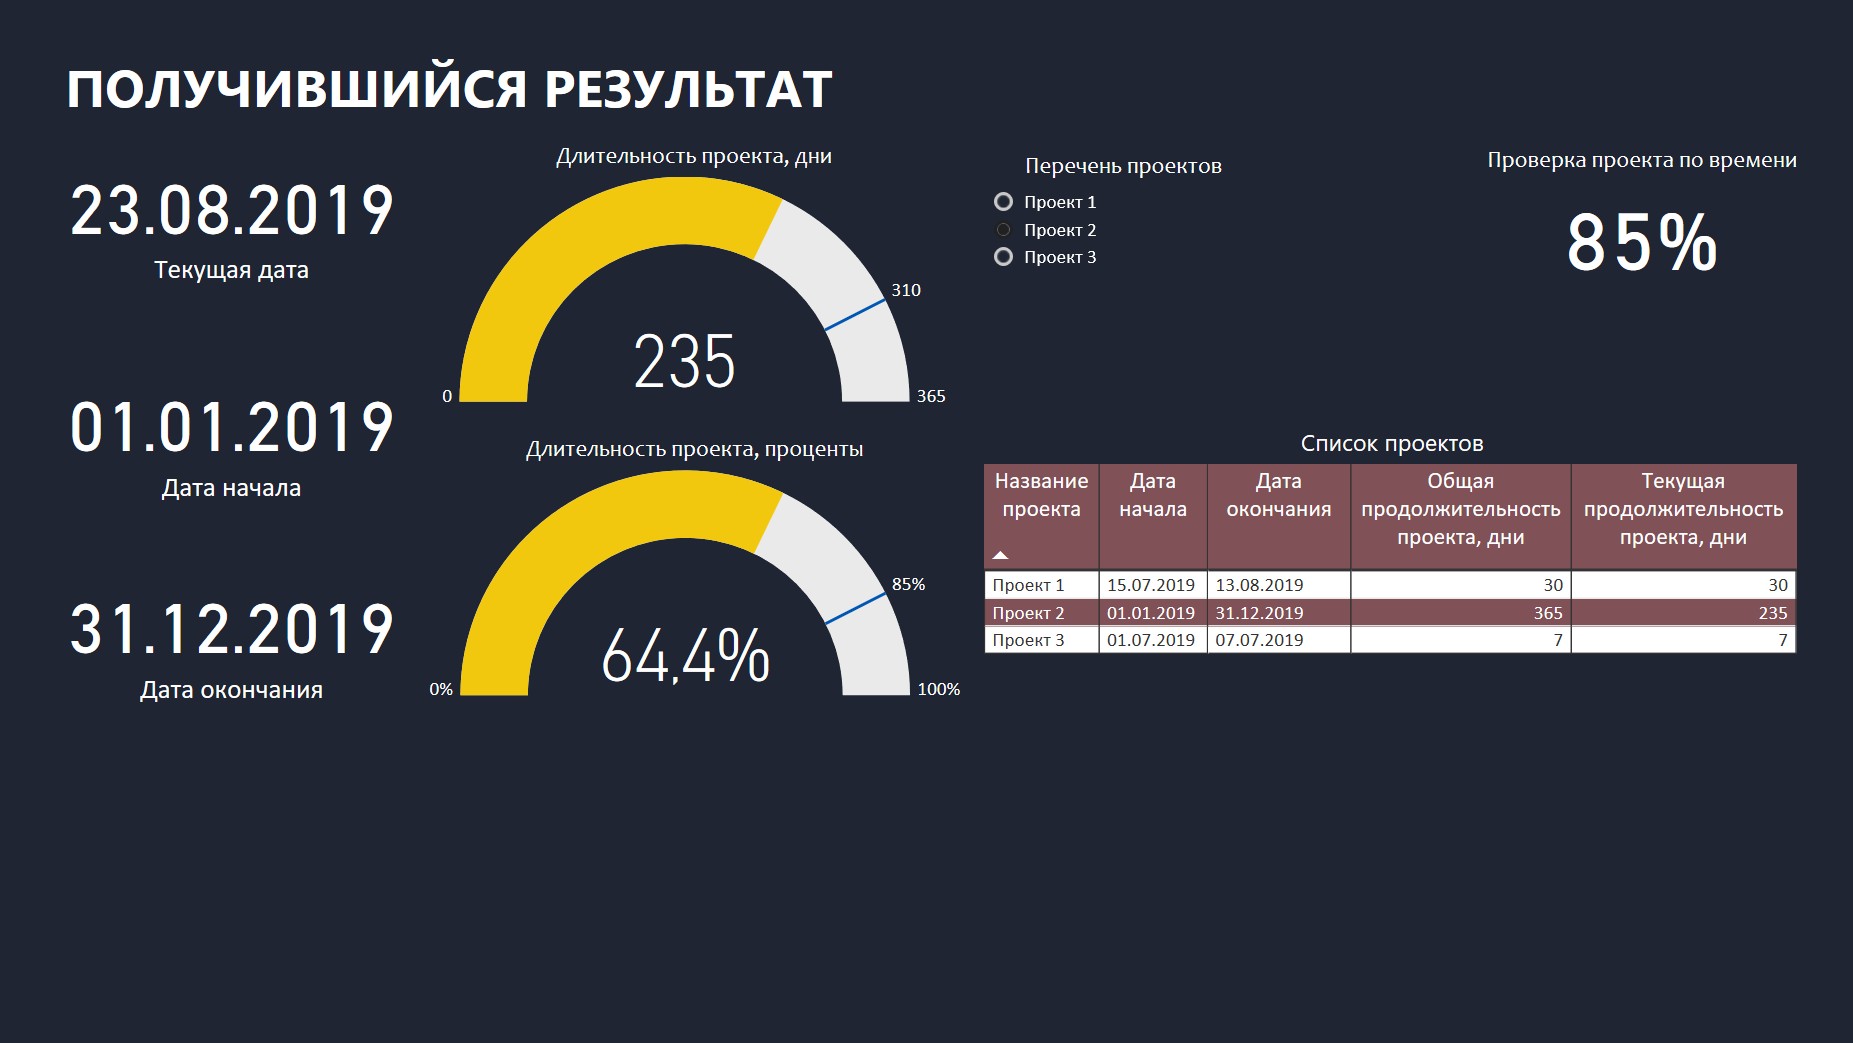 ПОЛУЧИВШИЙСЯ РЕЗУЛЬТАТ
23.08.2019
Текущая дата
01.01.2019
Дата начала
31.12.2019
Дата окончания
Длительность проекта, дни
310
235
0
365
Длительность проекта, проценты
85%
64,4%
0%
100%
Перечень проектов
Проект 1
Проект 2
Проект 3
Проверка проекта по времени
85%
Список проектов
Название Дата Дата Общая Текущая
проекта начала окончания продолжительность продолжительность
проекта, дни проекта, дни
Проект 1 15.07.2019 13.08.2019 30 30
Проект 2 01.01.2019 31.12.2019 365 235
Проект 3 01.07.2019 07.07.2019 7 7